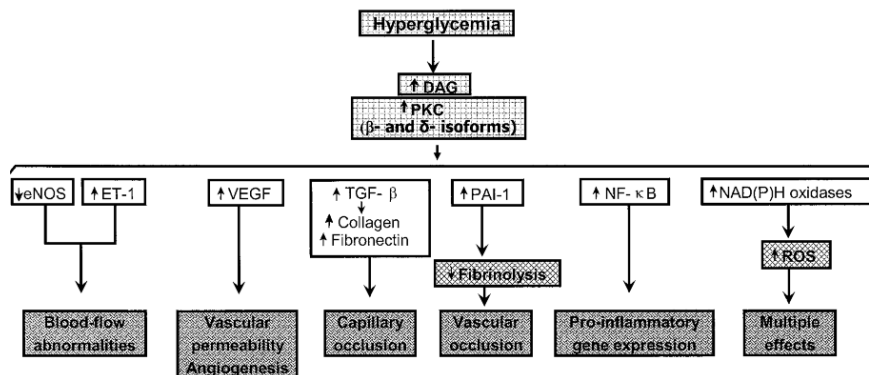 Hyperglycemia
↑ DAG
↑ PKC
(β- and δ- isoforms)
↓eNOS
↑ ET-1
↑ VEGF
↑ TGF- β
↑ Collagen
↑ Fibronectin
↑ PAI-1
↑ NF- κB
↑ NAD(P)H oxidases
↓ Fibrinolysis
↑ ROS
Blood-flow
abnormalities
Vascular
permeability
Angiogenesis
Capillary
occlusion
Vascular
occlusion
Pro-inflammatory
gene expression
Multiple
effects